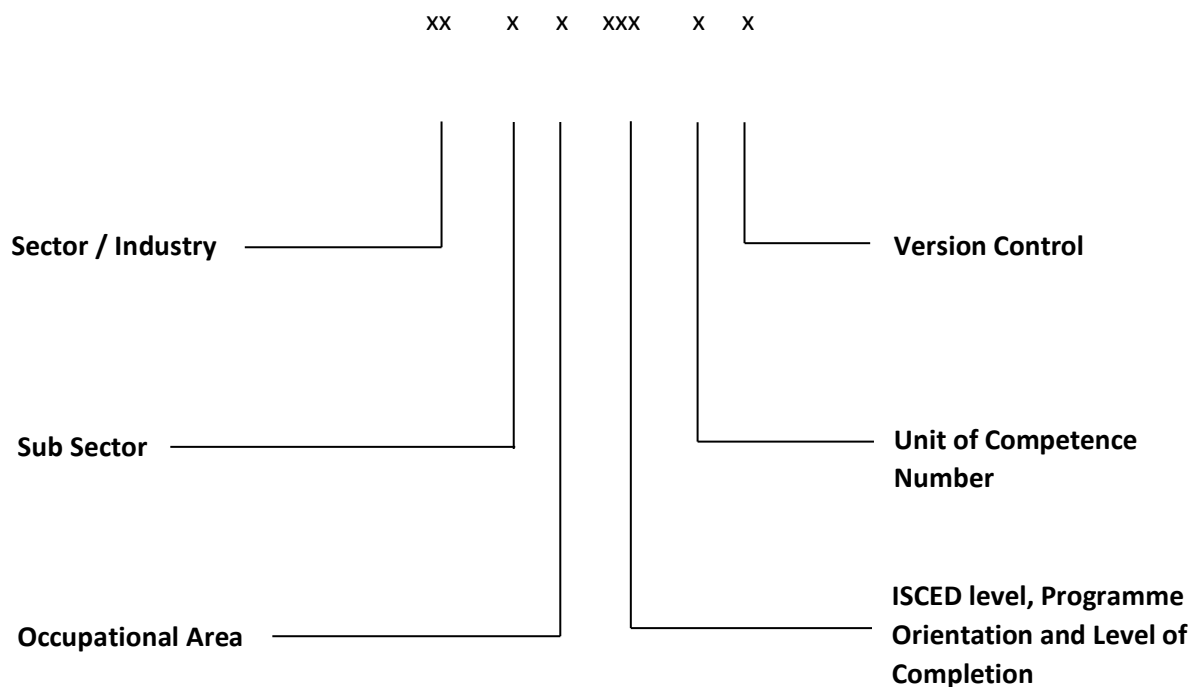 xx x x xxx x x
Sector / Industry
Version Control
Sub Sector
Unit of Competence
Number
Occupational Area
ISCED level, Programme
Orientation and Level of
Completion